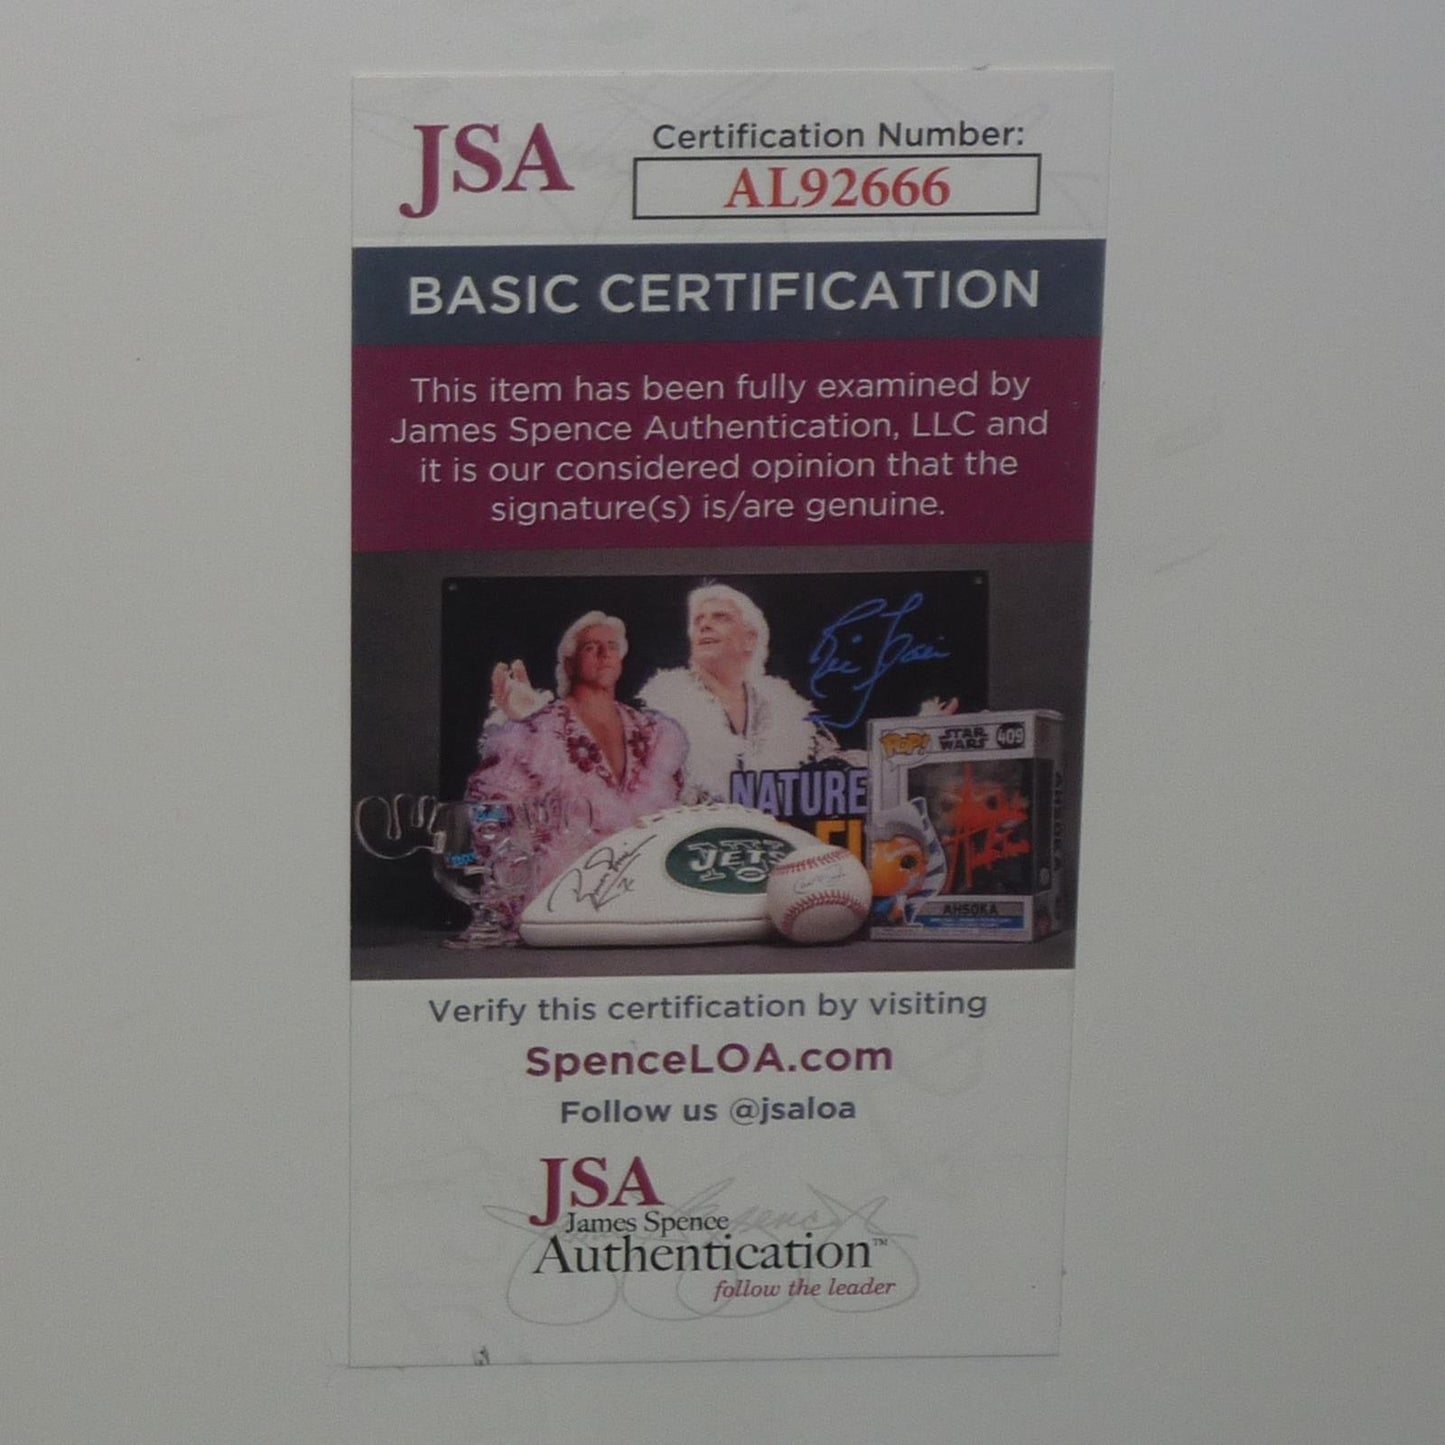 JSA
Certification Number:
AL92666
BASIC CERTIFICATION
This item has been fully examined by
James Spence Authentication, LLC and
it is our considered opinion that the
signature(s) is/are genuine.
NATURE
JETS
POP!
STAR
WARS
409
AHSOKA
AHSOKA
Verify this certification by visiting
SpenceLOA.com
Follow us @jsaloa
JSA
James Spence
Authentication™
follow the leader